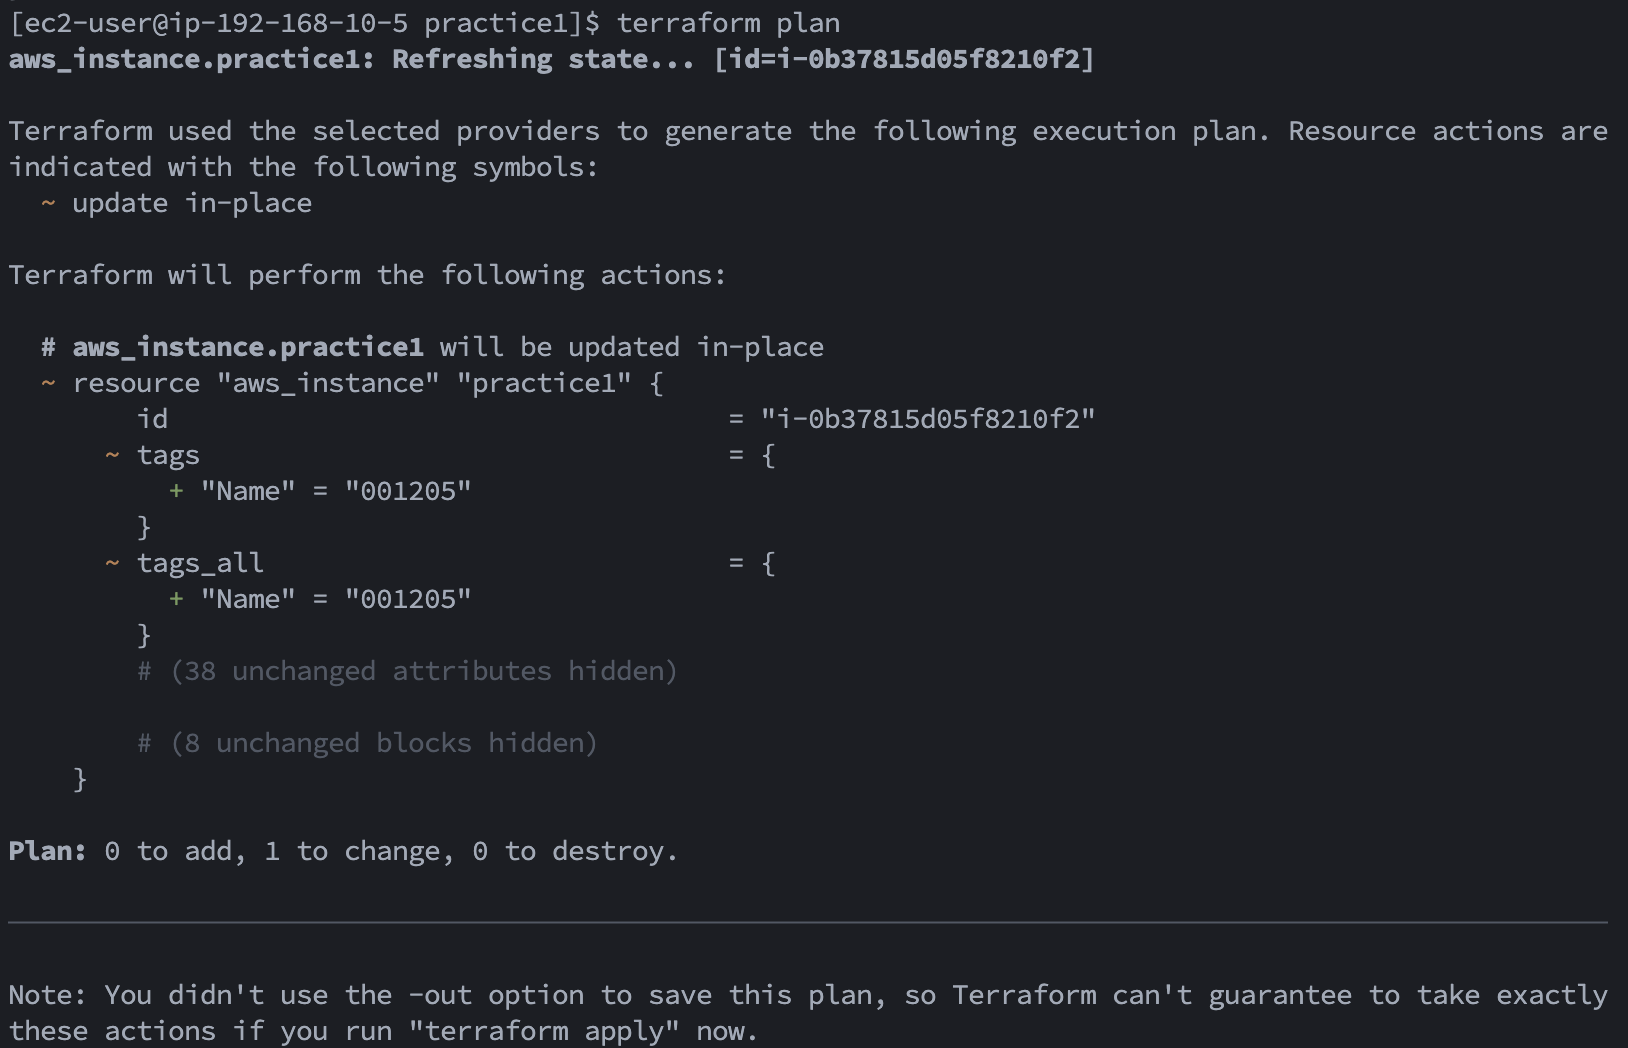 [ec2-user@ip-192-168-10-5 practice1]$ terraform plan
aws_instance.practice1: Refreshing state... [id=i-0b37815d05f8210f2]
Terraform used the selected providers to generate the following execution plan. Resource actions are
indicated with the following symbols:
  ~ update in-place
Terraform will perform the following actions:
  # aws_instance.practice1 will be updated in-place
  ~ resource "aws_instance" "practice1" {
        id                                   = "i-0b37815d05f8210f2"
      ~ tags                                 = {
          + "Name" = "001205"
        }
      ~ tags_all                             = {
          + "Name" = "001205"
        }
        # (38 unchanged attributes hidden)
        # (8 unchanged blocks hidden)
    }
Plan: 0 to add, 1 to change, 0 to destroy.
Note: You didn't use the -out option to save this plan, so Terraform can't guarantee to take exactly
these actions if you run "terraform apply" now.